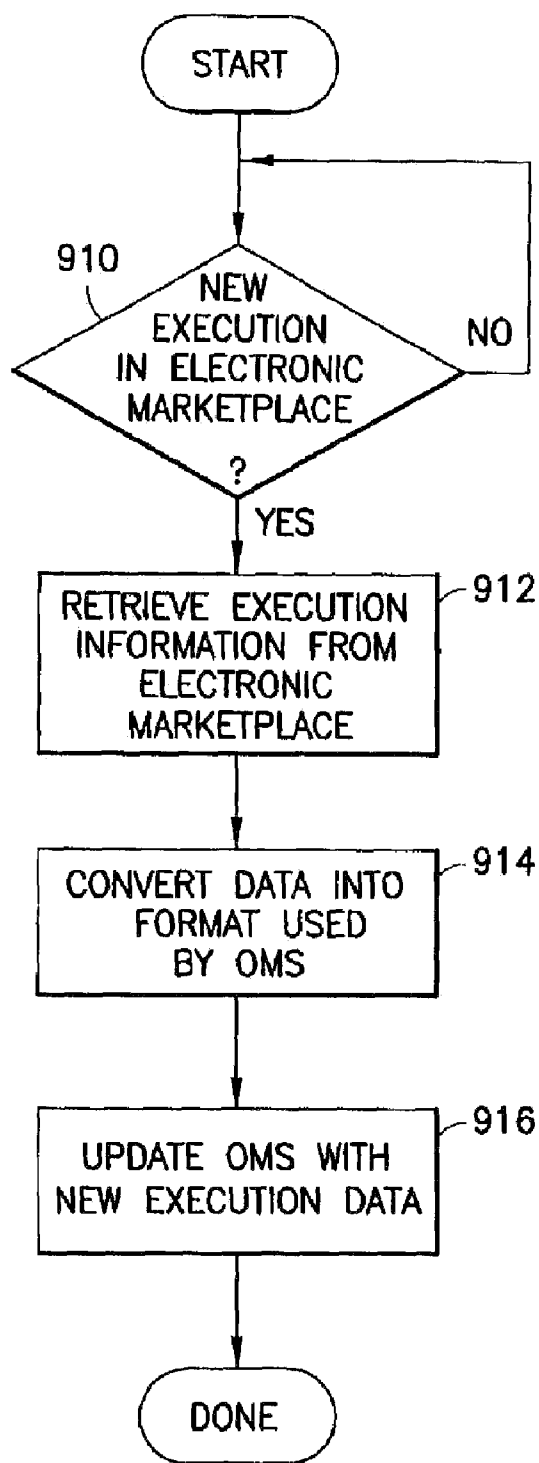 START
910
NEW
EXECUTION
IN ELECTRONIC
MARKETPLACE
?
NO
YES
912
RETRIEVE EXECUTION
INFORMATION FROM
ELECTRONIC
MARKETPLACE
914
CONVERT DATA INTO
FORMAT USED
BY OMS
916
UPDATE OMS WITH
NEW EXECUTION DATA
DONE